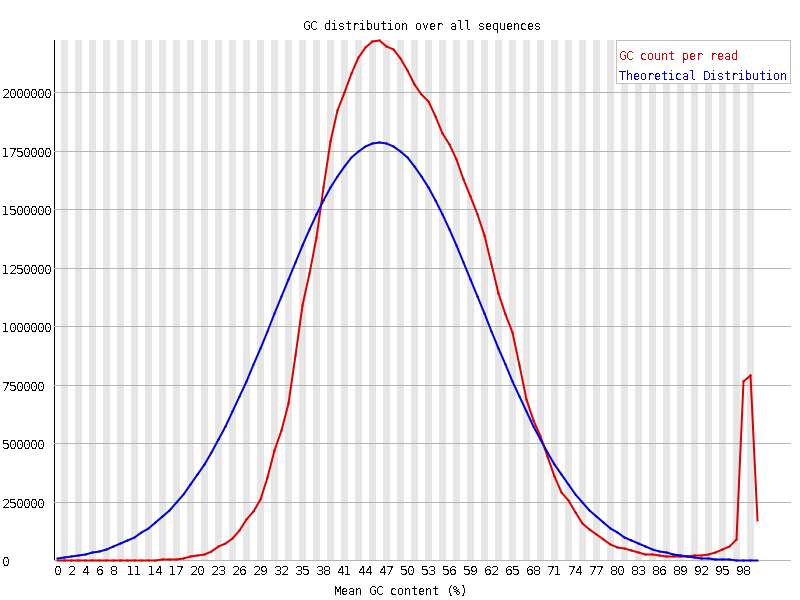 GC distribution over all sequences
GC count per read
Theoretical Distribution
2000000
1750000
1500000
1250000
1000000
750000
500000
250000
0
0 2 4 6 8 11 14 17 20 23 26 29 32 35 38 41 44 47 50 53 56 59 62 65 68 71 74 77 80 83 86 89 92 95 98
Mean GC content (%)